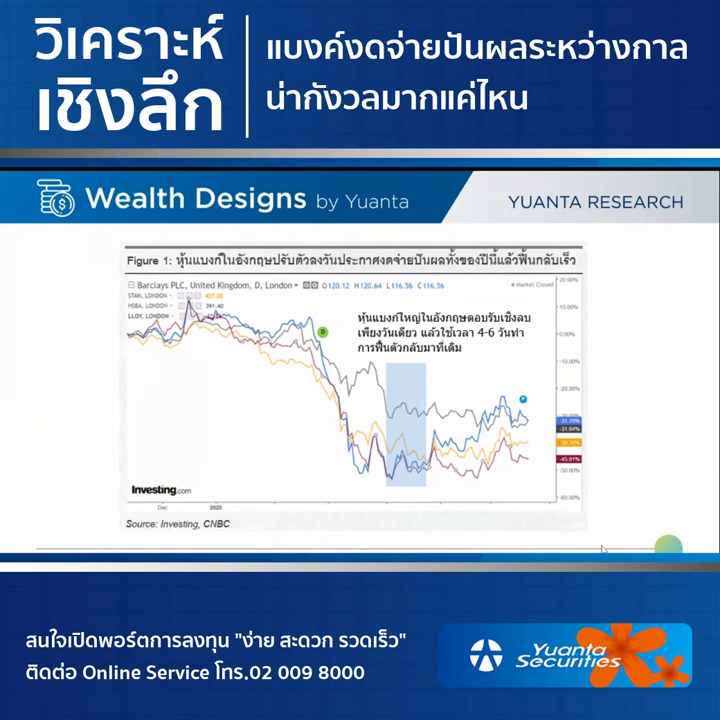 วิเคราะห์
เชิงลึก
แบงค์งดจ่ายปันผลระหว่างกาล
น่ากังวลมากแค่ไหน
Wealth Designs by Yuanta
YUANTA RESEARCH
Figure 1: หุ้นแบงก์ในอังกฤษปรับตัวลงวันประกาศงดจ่ายปันผลทั้งของปีนี้แล้วฟื้นกลับเร็ว
Barclays PLC, United Kingdom, D, London O 120.12 H 120.64 L 116.56 C 116.56
Market Closed
STAN, LONDON 427.00
HSBA, LONDON 391.40
LLOY, LONDON
หุ้นแบงก์ใหญ่ในอังกฤษตอบรับเชิงลบ
เพียงวันเดียว แล้วใช้เวลา 4-6 วันทำ
การฟื้นตัวกลับมาที่เดิม
D
P
20.00%
10.00%
0.00%
-10.00%
-20.00%
-31.70%
-31.84%
-45.91%
-50.00%
-60.00%
Investing.com
Dec 2020
Source: Investing, CNBC
สนใจเปิดพอร์ตการลงทุน "ง่าย สะดวก รวดเร็ว"
ติดต่อ Online Service โทร.02 009 8000
Yuanta
Securities